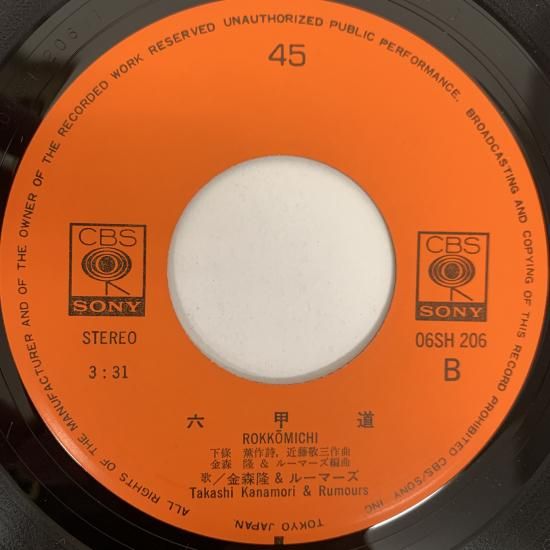 ALL RIGHTS OF THE MANUFACTURER AND OF THE OWNER OF THE RECORDED WORK RESERVED UNAUTHORIZED PUBLIC PERFORMANCE. BROADCASTING AND COPYING OF THIS RECORD PROHIBITED CBS/SONY INC.
TOKYO JAPAN.
45
CBS
SONY
STEREO
3:31
CBS
SONY
06SH 206
B
六甲道
ROKKŌMICHI
下條 薫作詩,近藤敬三作曲
金森 隆&ルーマーズ編曲
歌/金森隆&ルーマーズ
Takashi Kanamori & Rumours